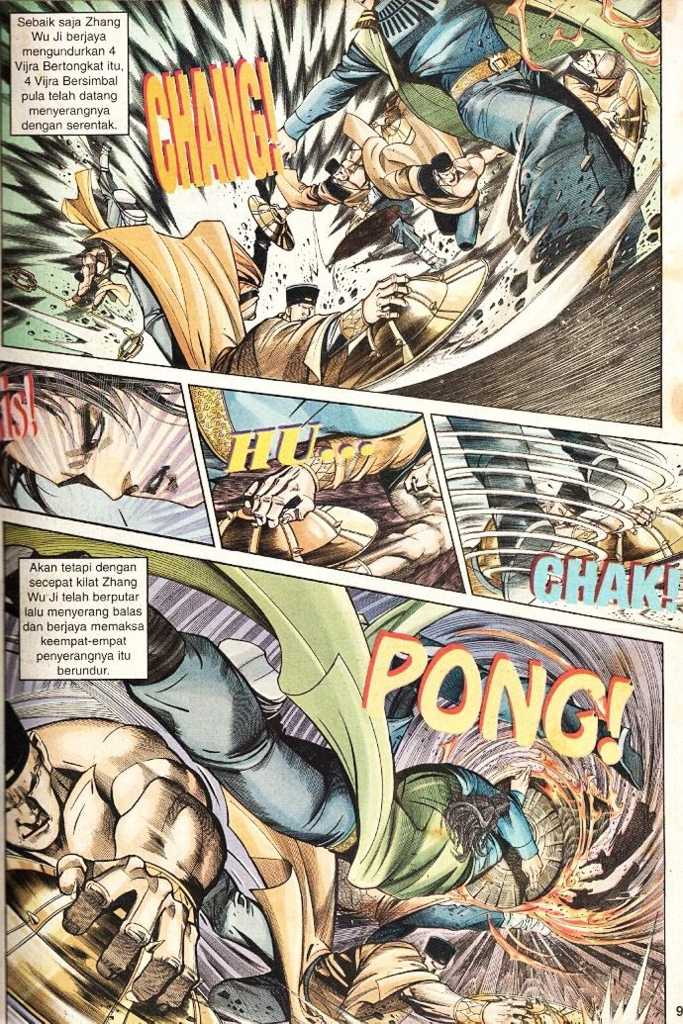 Sebaik saja Zhang
Wu Ji berjaya
mengundurkan 4
Vijra Bertongkat itu,
4 Vijra Bersimbal
pula telah datang
menyerangnya
dengan serentak.
CHANG!
HU...
CHAK!
Akan tetapi dengan
secepat kilat Zhang
Wu Ji telah berputar
lalu menyerang balas
dan berjaya memaksa
keempat-empat
penyerangnya itu
berundur.
PONG!
9